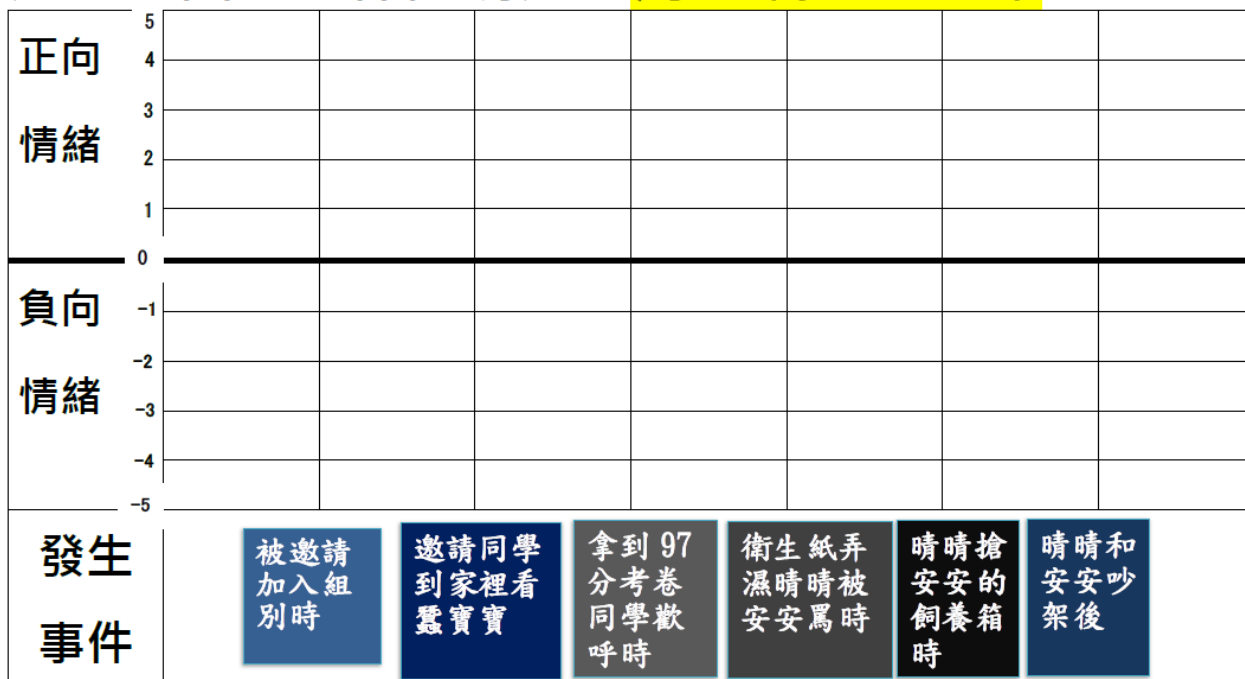 正向
情緒
5
4
3
2
1
0
負向
情緒
-1
-2
-3
-4
-5
發生
事件
被邀請
加入組
別時
邀請同學
到家裡看
蠶寶寶
拿到 97
分考卷
同學歡
呼時
衛生紙弄
濕晴晴被
安安罵時
晴晴搶
安安的
飼養箱
時
晴晴和
安安吵
架後